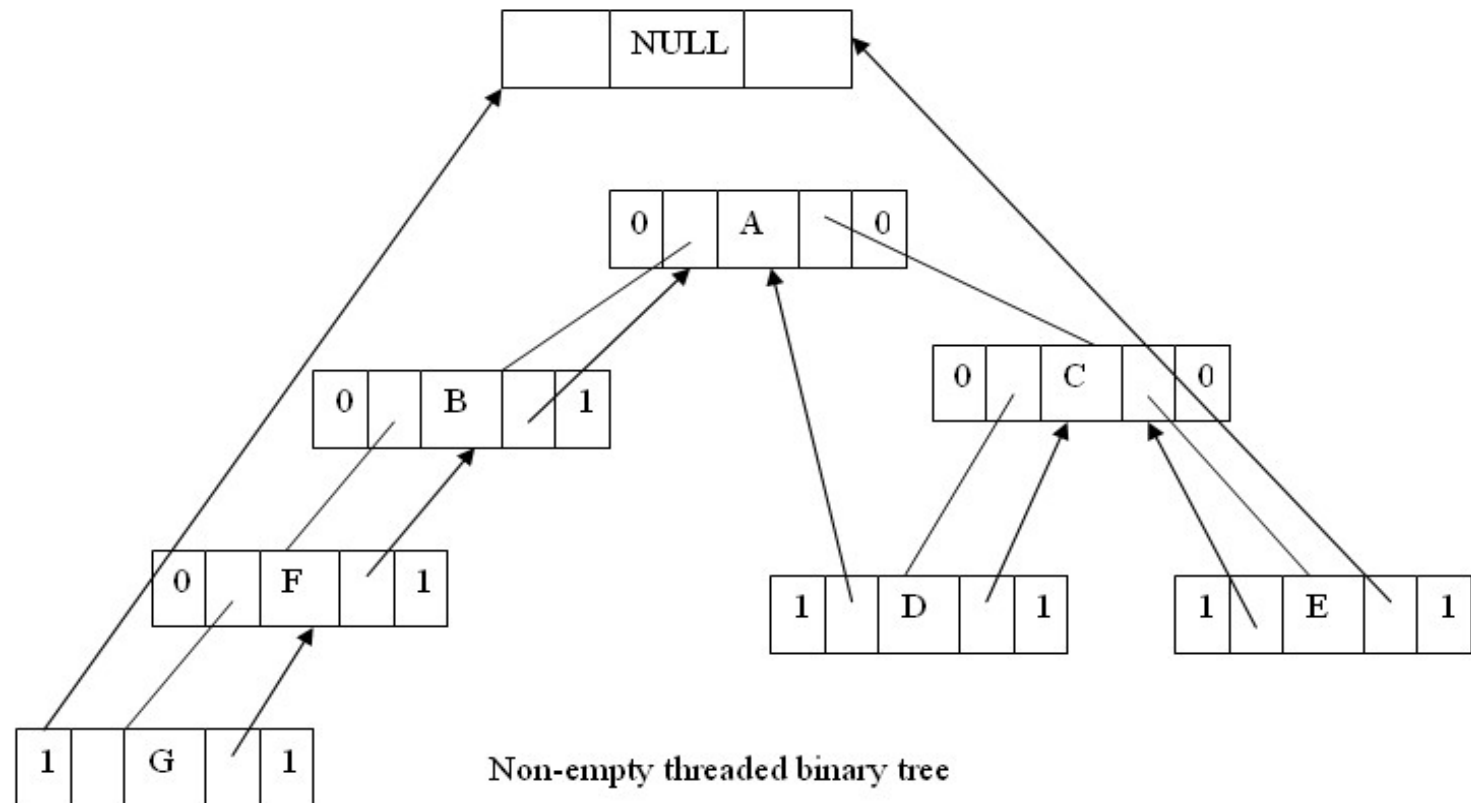 NULL
0 A 0
0 B 1
0 C 0
0 F 1
1 D 1
1 E 1
1 G 1
Non-empty threaded binary tree